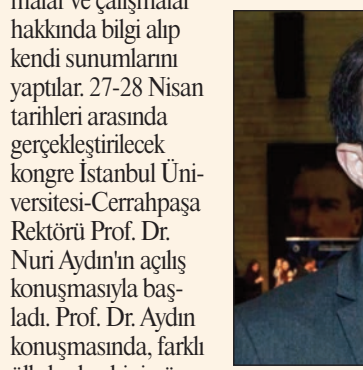 malar ve çalışmalar
hakkında bilgi alıp
kendi sunumlarını
yaptılar. 27-28 Nisan
tarihleri arasında
gerçekleştirilecek
kongre İstanbul Üni-
versitesi-Cerrahpaşa
Rektörü Prof. Dr.
Nuri Aydın'ın açılış
konuşmasıyla baş-
ladı. Prof. Dr. Aydın
konuşmasında, farklı